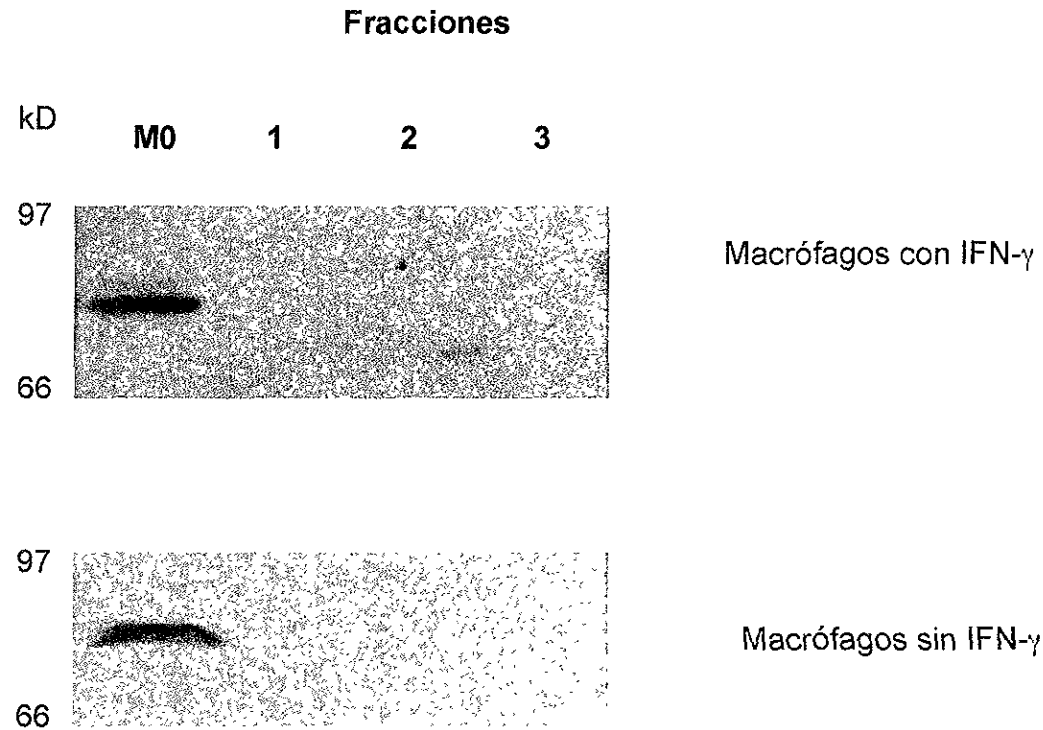 Fracciones
kD
M0 1 2 3
97
Macrófagos con IFN-γ
66
97
Macrófagos sin IFN-γ
66